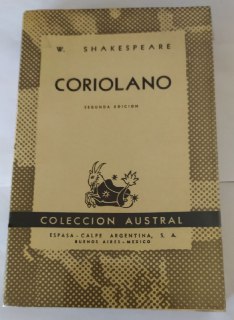 W. SHAKESPEARE
CORIOLANO
SEGUNDA EDICION
COLECCION AUSTRAL
ESPASA-CALPE ARGENTINA, S. A.
BUENOS AIRES-MEXICO